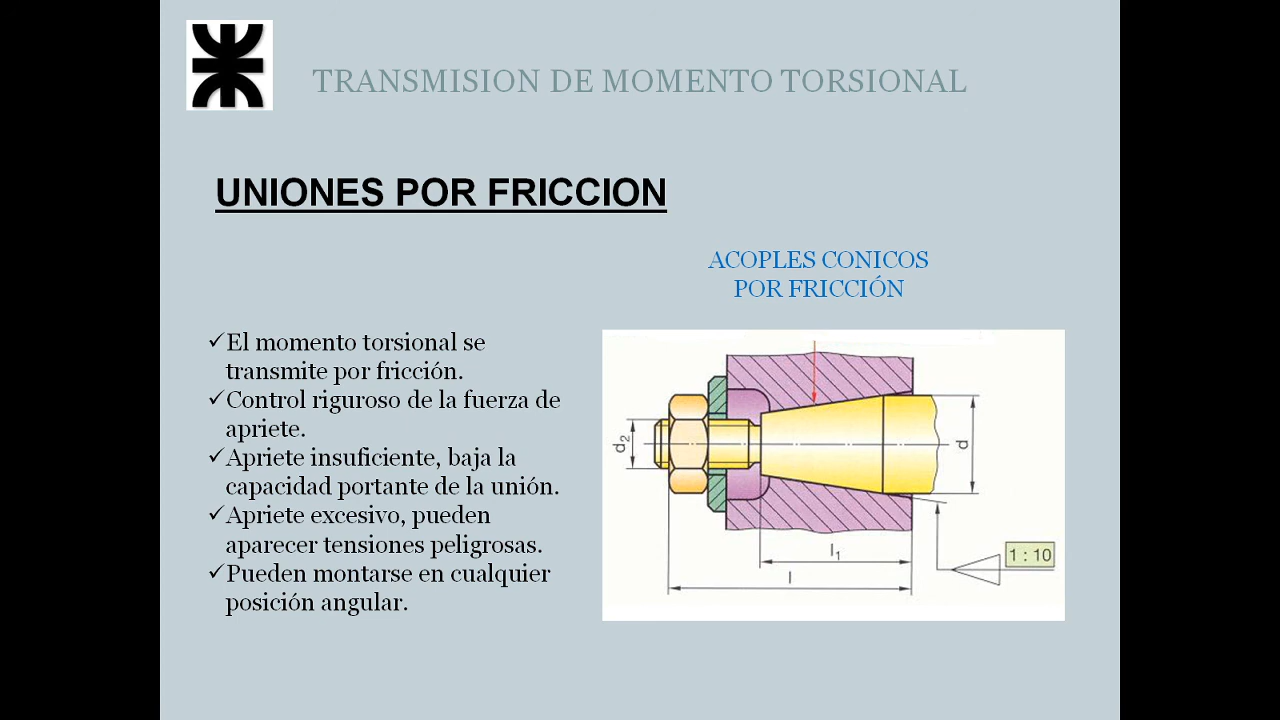 TRANSMISION DE MOMENTO TORSIONAL
UNIONES POR FRICCION
ACOPLES CONICOS
POR FRICCIÓN
El momento torsional se
transmite por fricción.
Control riguroso de la fuerza de
apriete.
Apriete insuficiente, baja la
capacidad portante de la unión.
Apriete excesivo, pueden
aparecer tensiones peligrosas.
Pueden montarse en cualquier
posición angular.
d2
d
l1
l
1 : 10